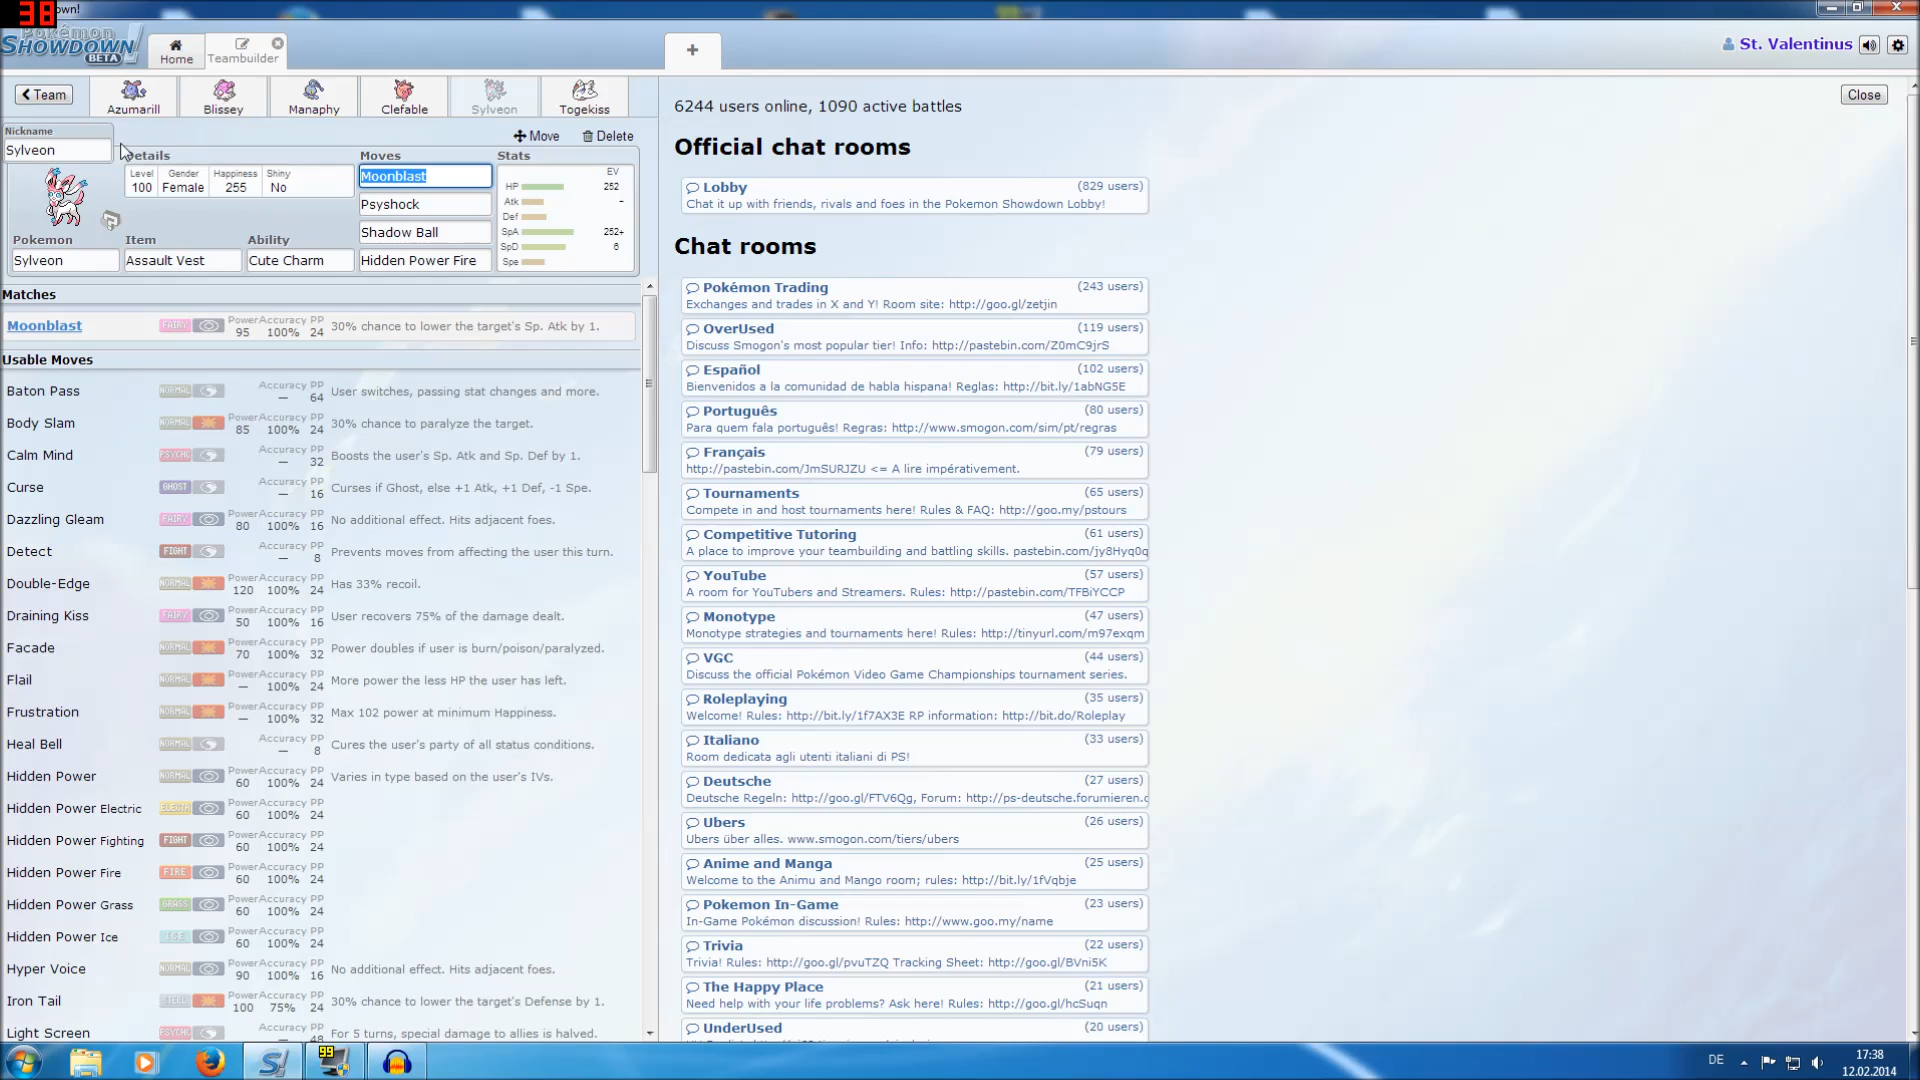 38
own!
Pokémon
SHOWDOWN!
BETA
Home
Teambuilder
+
St. Valentinus
Team
Azumarill
Blissey
Manaphy
Clefable
Sylveon
Togekiss
Nickname
Sylveon
Move
Delete
Details
Level
100
Gender
Female
Happiness
255
Shiny
No
Pokemon
Sylveon
Item
Assault Vest
Ability
Cute Charm
Moves
Moonblast
Psyshock
Shadow Ball
Hidden Power Fire
Stats
EV
HP 252
Atk -
Def
SpA 252+
SpD 6
Spe
Matches
Moonblast FAIRY Power 95 Accuracy 100% PP 24 30% chance to lower the target's Sp. Atk by 1.
Usable Moves
Baton Pass NORMAL Accuracy — PP 64 User switches, passing stat changes and more.
Body Slam NORMAL Power 85 Accuracy 100% PP 24 30% chance to paralyze the target.
Calm Mind PSYCHC Accuracy — PP 32 Boosts the user's Sp. Atk and Sp. Def by 1.
Curse GHOST Accuracy — PP 16 Curses if Ghost, else +1 Atk, +1 Def, -1 Spe.
Dazzling Gleam FAIRY Power 80 Accuracy 100% PP 16 No additional effect. Hits adjacent foes.
Detect FIGHT Accuracy — PP 8 Prevents moves from affecting the user this turn.
Double-Edge NORMAL Power 120 Accuracy 100% PP 24 Has 33% recoil.
Draining Kiss FAIRY Power 50 Accuracy 100% PP 16 User recovers 75% of the damage dealt.
Facade NORMAL Power 70 Accuracy 100% PP 32 Power doubles if user is burn/poison/paralyzed.
Flail NORMAL Power — Accuracy 100% PP 24 More power the less HP the user has left.
Frustration NORMAL Power — Accuracy 100% PP 32 Max 102 power at minimum Happiness.
Heal Bell NORMAL Accuracy — PP 8 Cures the user's party of all status conditions.
Hidden Power NORMAL Power 60 Accuracy 100% PP 24 Varies in type based on the user's IVs.
Hidden Power Electric ELECTR Power 60 Accuracy 100% PP 24
Hidden Power Fighting FIGHT Power 60 Accuracy 100% PP 24
Hidden Power Fire FIRE Power 60 Accuracy 100% PP 24
Hidden Power Grass GRASS Power 60 Accuracy 100% PP 24
Hidden Power Ice ICE Power 60 Accuracy 100% PP 24
Hyper Voice NORMAL Power 90 Accuracy 100% PP 16 No additional effect. Hits adjacent foes.
Iron Tail STEEL Power 100 Accuracy 75% PP 24 30% chance to lower the target's Defense by 1.
Light Screen PSYCHC Accuracy — PP 48 For 5 turns, special damage to allies is halved.
Close
6244 users online, 1090 active battles
Official chat rooms
Lobby (829 users)
Chat it up with friends, rivals and foes in the Pokemon Showdown Lobby!
Chat rooms
Pokémon Trading (243 users)
Exchanges and trades in X and Y! Room site: http://goo.gl/zetjin
OverUsed (119 users)
Discuss Smogon's most popular tier! Info: http://pastebin.com/Z0mC9jrS
Español (102 users)
Bienvenidos a la comunidad de habla hispana! Reglas: http://bit.ly/1abNG5E
Português (80 users)
Para quem fala português! Regras: http://www.smogon.com/sim/pt/regras
Français (79 users)
http://pastebin.com/JmSURJZU <= A lire impérativement.
Tournaments (65 users)
Compete in and host tournaments here! Rules & FAQ: http://goo.my/pstours
Competitive Tutoring (61 users)
A place to improve your teambuilding and battling skills. pastebin.com/jy8Hyq0q
YouTube (57 users)
A room for YouTubers and Streamers. Rules: http://pastebin.com/TFBiYCCP
Monotype (47 users)
Monotype strategies and tournaments here! Rules: http://tinyurl.com/m97exqm
VGC (44 users)
Discuss the official Pokémon Video Game Championships tournament series.
Roleplaying (35 users)
Welcome! Rules: http://bit.ly/1f7AX3E RP information: http://bit.do/Roleplay
Italiano (33 users)
Room dedicata agli utenti italiani di PS!
Deutsche (27 users)
Deutsche Regeln: http://goo.gl/FTV6Qg, Forum: http://ps-deutsche.forumieren.c
Ubers (26 users)
Ubers über alles. www.smogon.com/tiers/ubers
Anime and Manga (25 users)
Welcome to the Animu and Mango room; rules: http://bit.ly/1fVqbje
Pokemon In-Game (23 users)
In-Game Pokémon discussion! Rules: http://www.goo.my/name
Trivia (22 users)
Trivia! Rules: http://goo.gl/pvuTZQ Tracking Sheet: http://goo.gl/BVni5K
The Happy Place (21 users)
Need help with your life problems? Ask here! Rules: http://goo.gl/hcSuqn
UnderUsed (20 users)
99
DE
17:38
12.02.2014